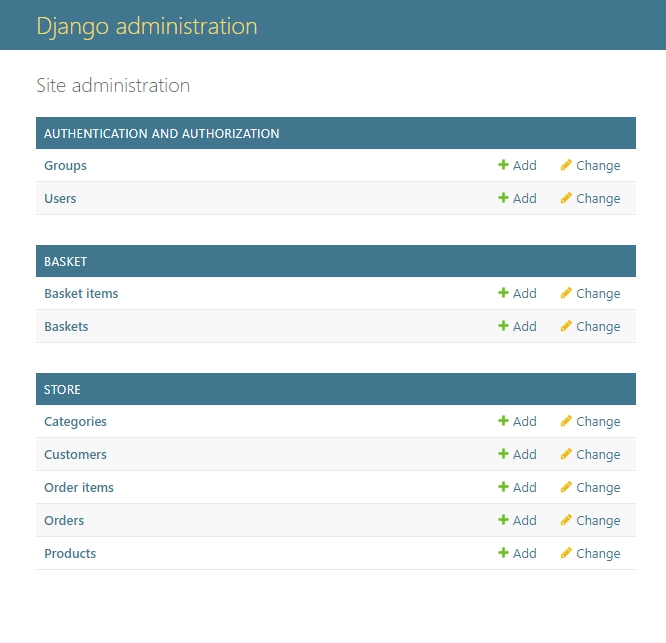 Django administration
Site administration
AUTHENTICATION AND AUTHORIZATION
Groups Add Change
Users Add Change
BASKET
Basket items Add Change
Baskets Add Change
STORE
Categories Add Change
Customers Add Change
Order items Add Change
Orders Add Change
Products Add Change